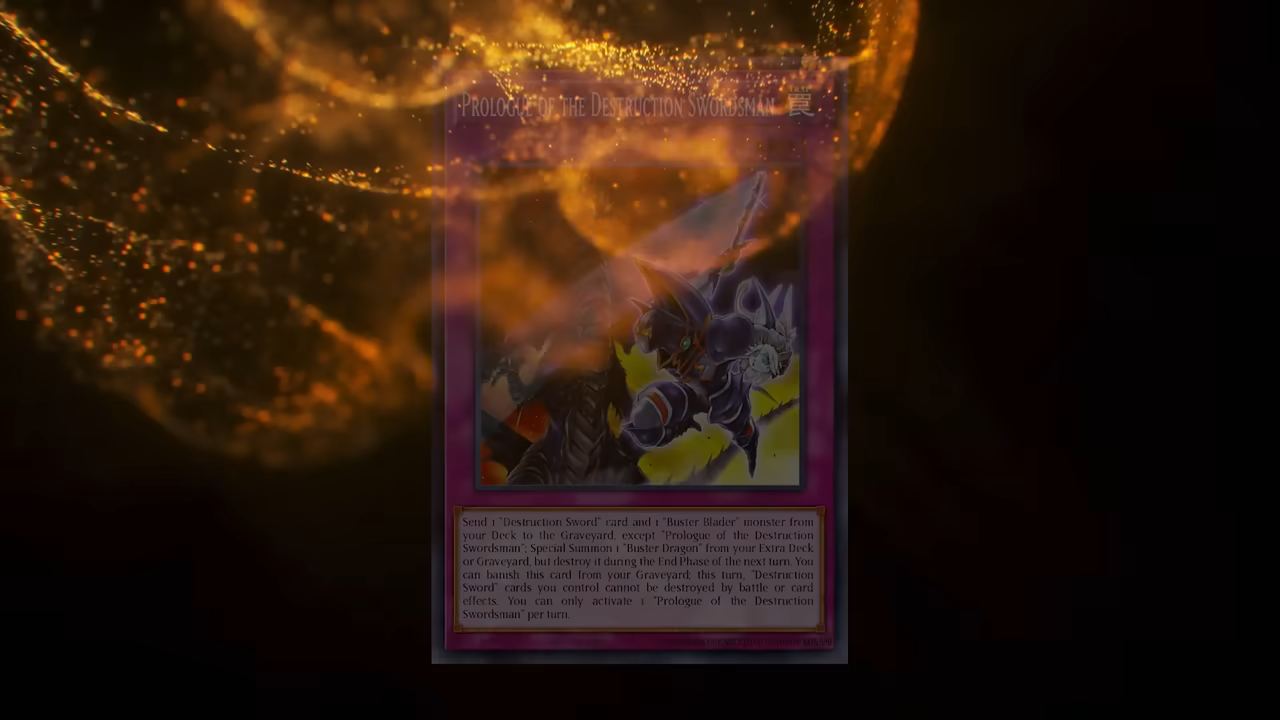 Prologue of the Destruction Swordsman
罠
Send 1 "Destruction Sword" card and 1 "Buster Blader" monster from
your Deck to the Graveyard, except "Prologue of the Destruction
Swordsman"; Special Summon 1 "Buster Dragon" from your Extra Deck
or Graveyard, but destroy it during the End Phase of the next turn. You
can banish this card from your Graveyard; this turn, "Destruction
Sword" cards you control cannot be destroyed by battle or card
effects. You can only activate 1 "Prologue of the Destruction
Swordsman" per turn.